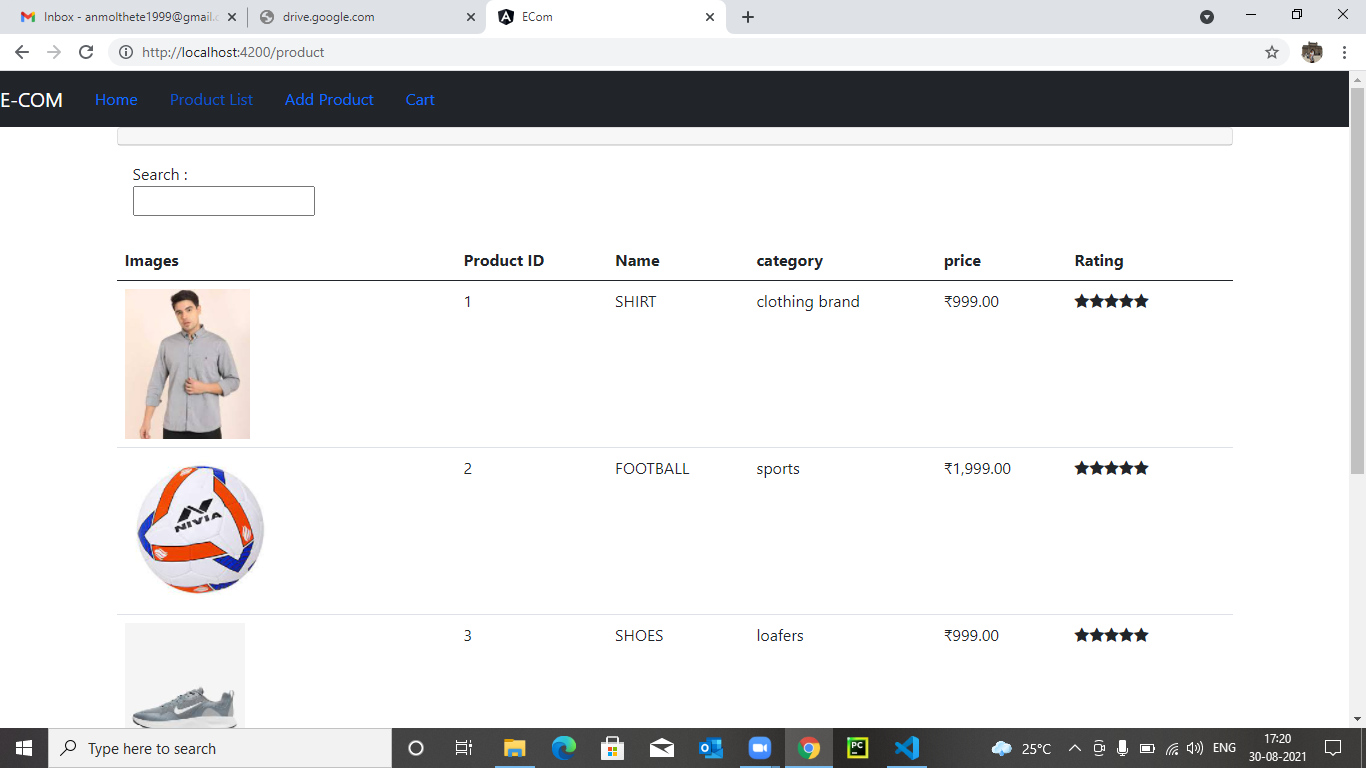 Inbox - anmolthete1999@gmail.c
drive.google.com
ECom
http://localhost:4200/product
E-COM Home Product List Add Product Cart
Search :
Images Product ID Name category price Rating
1 SHIRT clothing brand ₹999.00
NIVIA
2 FOOTBALL sports ₹1,999.00
3 SHOES loafers ₹999.00
Type here to search
PC
25°C
ENG
17:20
30-08-2021